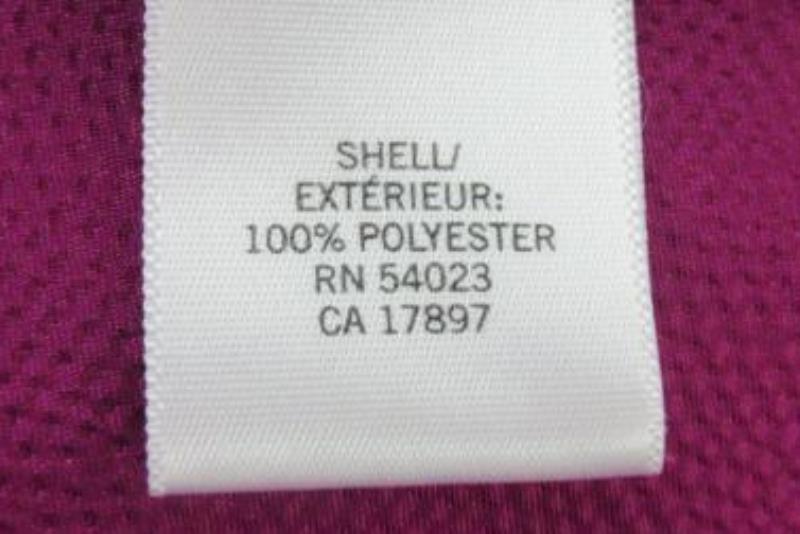 SHELL/
EXTÉRIEUR:
100% POLYESTER
RN 54023
CA 17897